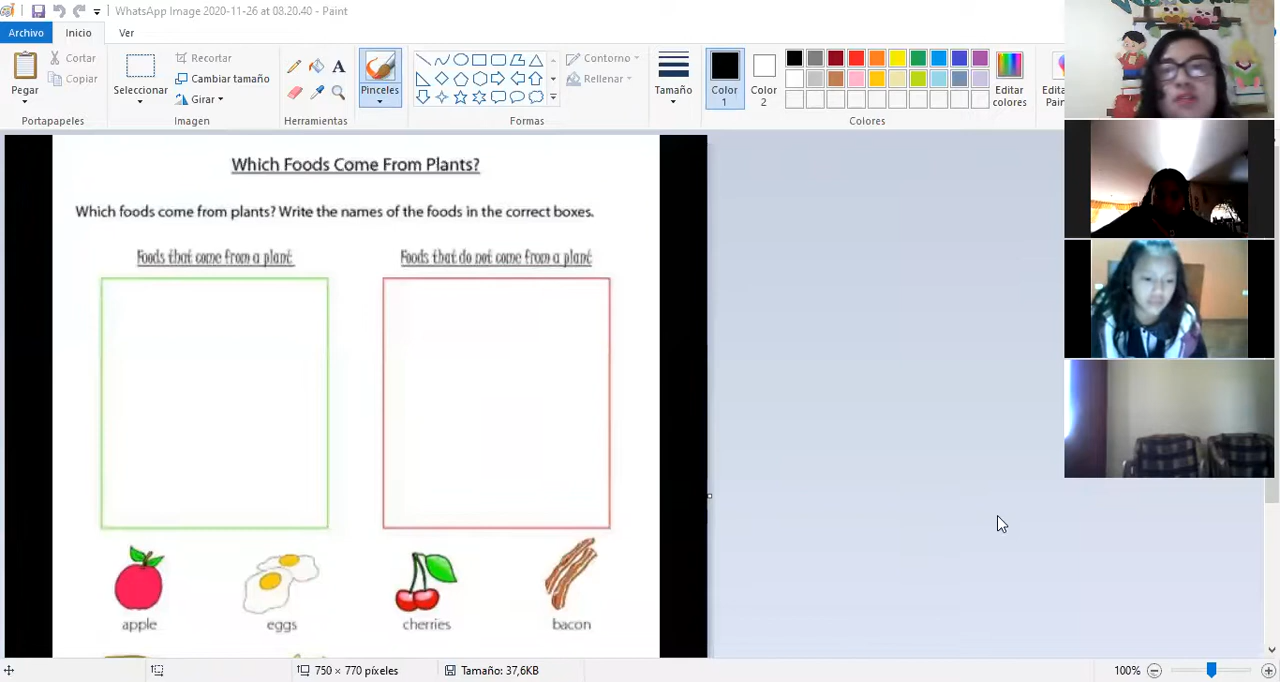 WhatsApp Image 2020-11-26 at 08.20.40 - Paint
Archivo Inicio Ver
Pegar
Cortar
Copiar
Portapapeles
Seleccionar
Recortar
Cambiar tamaño
Girar
Imagen
A
Herramientas
Pinceles
Contorno
Rellenar
Formas
Tamaño
Color 1
Color 2
Editar colores
Colores
Which Foods Come From Plants?
Which foods come from plants? Write the names of the foods in the correct boxes.
Foods that come from a plant
Foods that do not come from a plant
apple eggs cherries bacon
750 × 770 píxeles
Tamaño: 37,6KB
100%